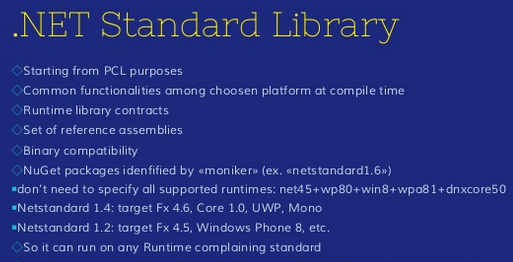 .NET Standard Library
Starting from PCL purposes
Common functionalities among choosen platform at compile time
Runtime library contracts
Set of reference assemblies
Binary compatibility
NuGet packages idenfified by «moniker» (ex. «netstandard1.6»)
don't need to specify all supported runtimes: net45+wp80+win8+wpa81+dnxcore50
Netstandard 1.4: target Fx 4.6, Core 1.0, UWP, Mono
Netstandard 1.2: target Fx 4.5, Windows Phone 8, etc.
So it can run on any Runtime complaining standard